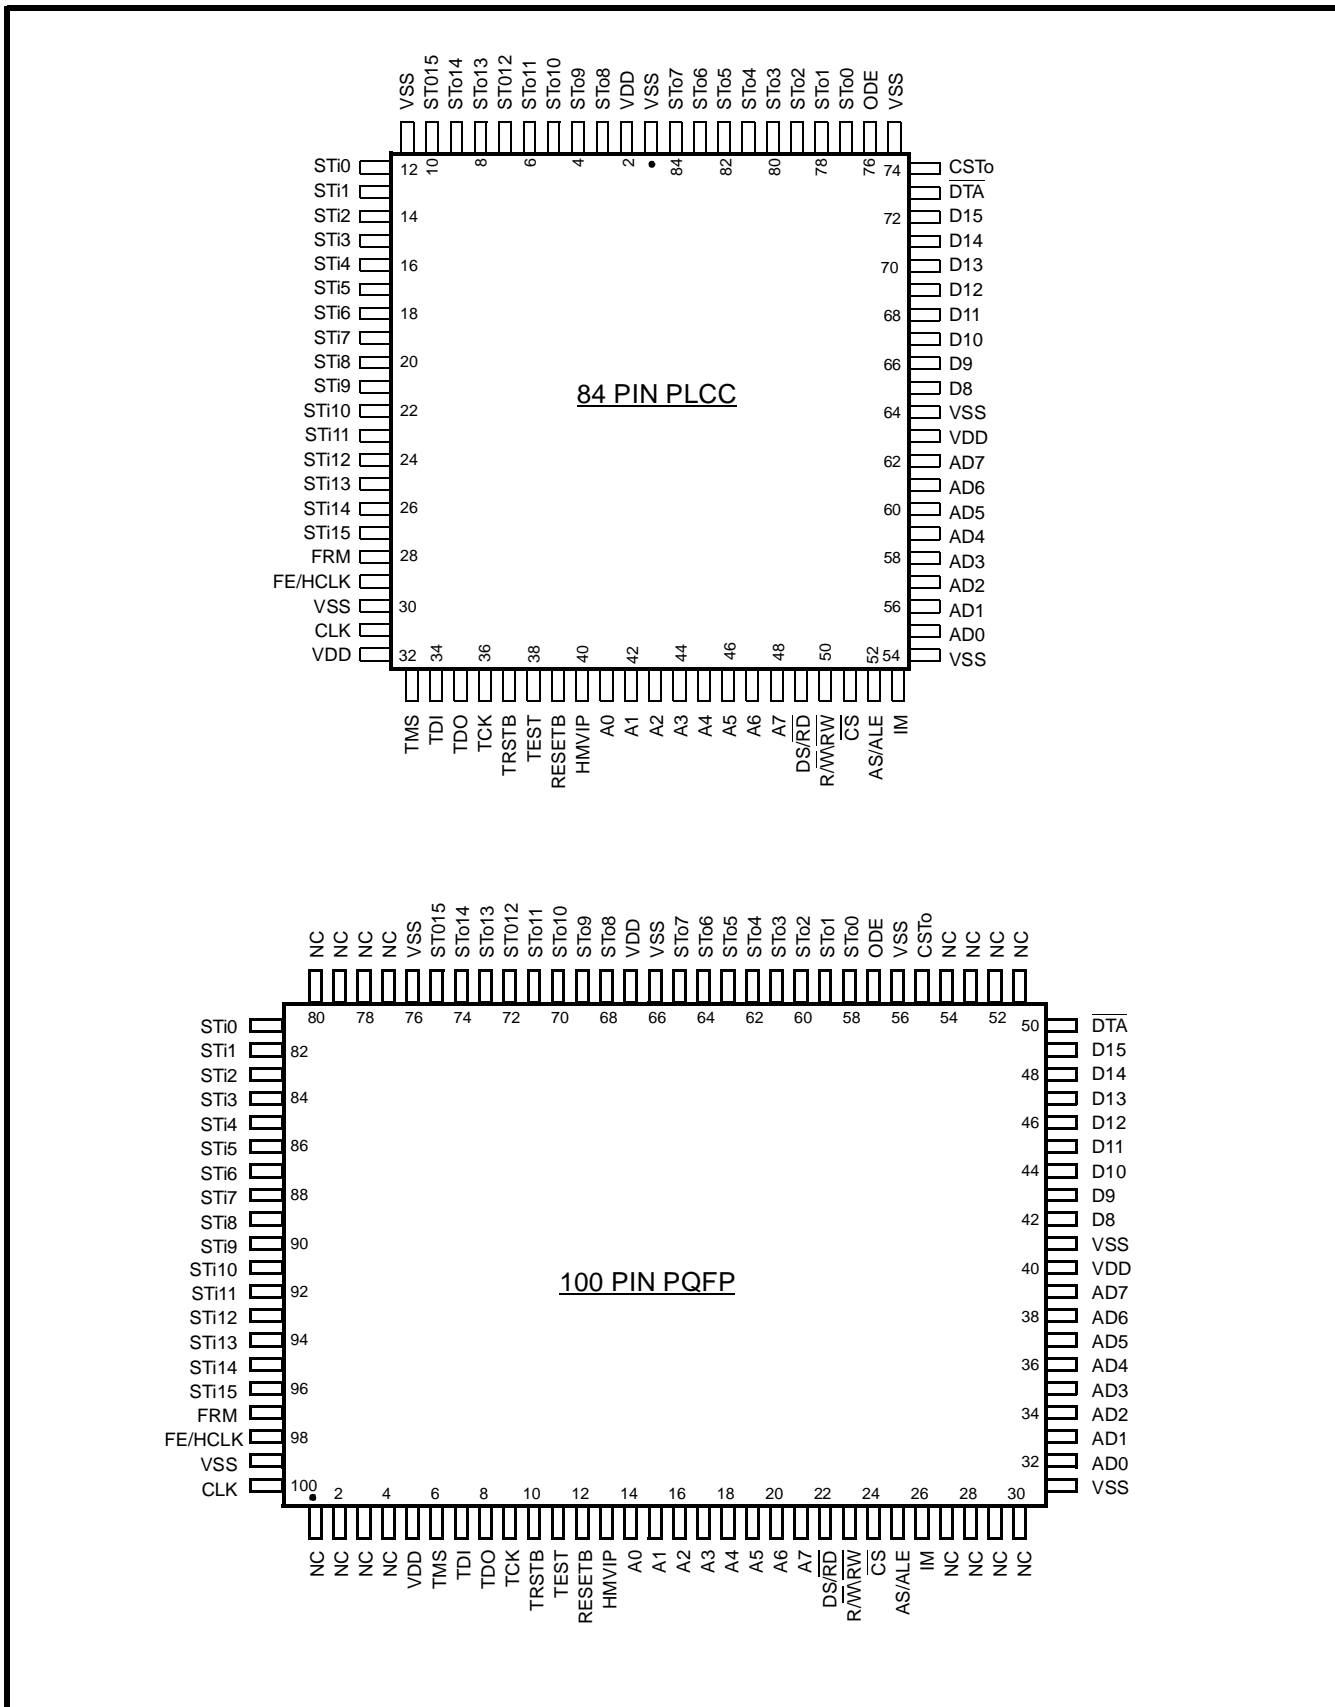 VSS
ST015
STo14
STo13
ST012
STo11
STo10
STo9
STo8
VDD
VSS
STo7
STo6
STo5
STo4
STo3
STo2
STo1
STo0
ODE
VSS
12 10 8 6 4 2 84 82 80 78 76 74
STi0 CSTo
STi1 DTA
STi2 14 72 D15
STi3 D14
STi4 16 70 D13
STi5 D12
STi6 18 68 D11
STi7 D10
STi8 20 66 D9
STi9 D8
STi10 22 64 VSS
STi11 VDD
STi12 24 62 AD7
STi13 AD6
STi14 26 60 AD5
STi15 AD4
FRM 28 58 AD3
FE/HCLK AD2
VSS 30 56 AD1
CLK AD0
VDD 32 34 36 38 40 42 44 46 48 50 52 54 VSS
84 PIN PLCC
TMS
TDI
TDO
TCK
TRSTB
TEST
RESETB
HMVIP
A0
A1
A2
A3
A4
A5
A6
A7
DS/RD
R/W\RW
CS
AS/ALE
IM
NC
NC
NC
NC
VSS
ST015
STo14
STo13
ST012
STo11
STo10
STo9
STo8
VDD
VSS
STo7
STo6
STo5
STo4
STo3
STo2
STo1
STo0
ODE
VSS
CSTo
NC
NC
NC
NC
80 78 76 74 72 70 68 66 64 62 60 58 56 54 52
STi0 50 DTA
STi1 82 D15
STi2 48 D14
STi3 84 D13
STi4 46 D12
STi5 86 D11
STi6 44 D10
STi7 88 D9
STi8 42 D8
STi9 90 VSS
STi10 40 VDD
STi11 92 AD7
STi12 38 AD6
STi13 94 AD5
STi14 36 AD4
STi15 96 AD3
FRM 34 AD2
FE/HCLK 98 AD1
VSS 32 AD0
CLK 100 VSS
100 PIN PQFP
2 4 6 8 10 12 14 16 18 20 22 24 26 28 30
NC
NC
NC
NC
VDD
TMS
TDI
TDO
TCK
TRSTB
TEST
RESETB
HMVIP
A0
A1
A2
A3
A4
A5
A6
A7
DS/RD
R/W\RW
CS
AS/ALE
IM
NC
NC
NC
NC